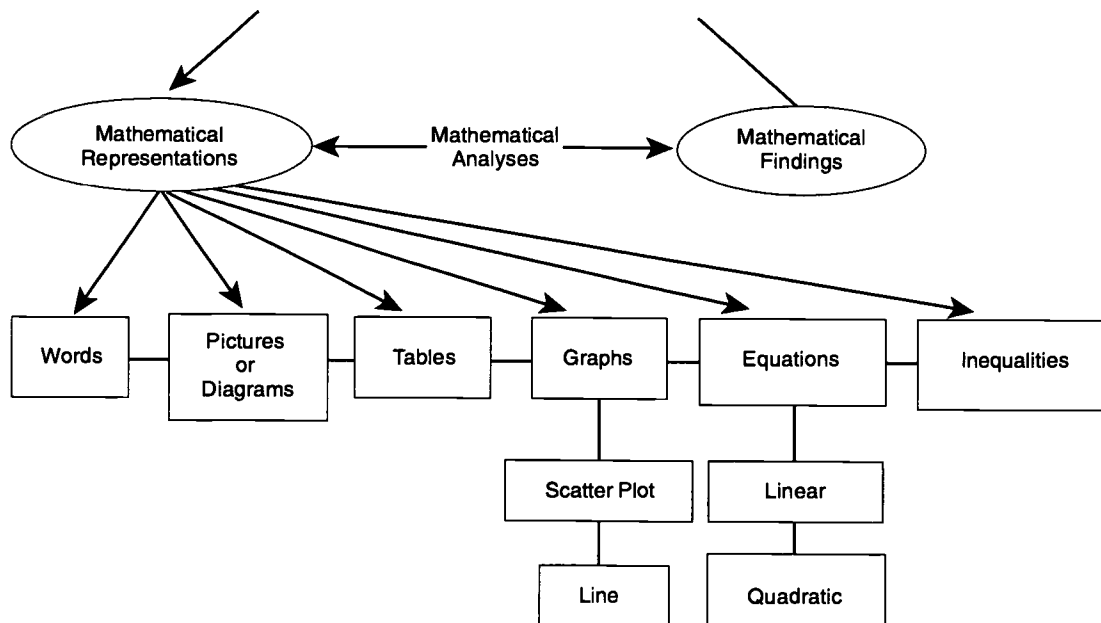 Mathematical
Representations
Mathematical
Analyses
Mathematical
Findings
Words
Pictures
or
Diagrams
Tables
Graphs
Equations
Inequalities
Scatter Plot
Linear
Line
Quadratic